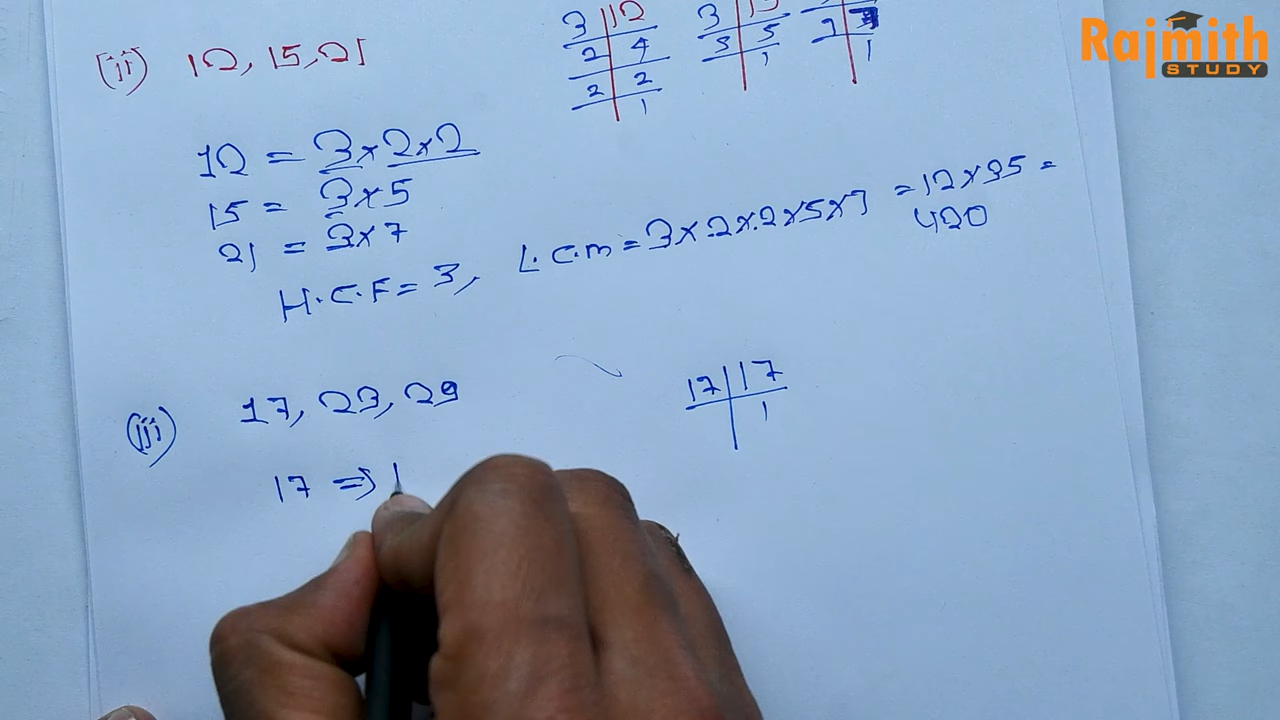 Rajmith
STUDY
(ii) 12, 15, 21
3 | 12
2 | 4
2 | 2
1
3 | 15
5 | 5
1
1
12 = 3 × 2 × 2
15 = 3 × 5
21 = 3 × 7
H.C.F = 3, L.C.M = 3 × 2 × 2 × 5 × 7 = 12 × 35 =
420
(iii) 17, 23, 29
17 | 17
1
17 ⇒ 1